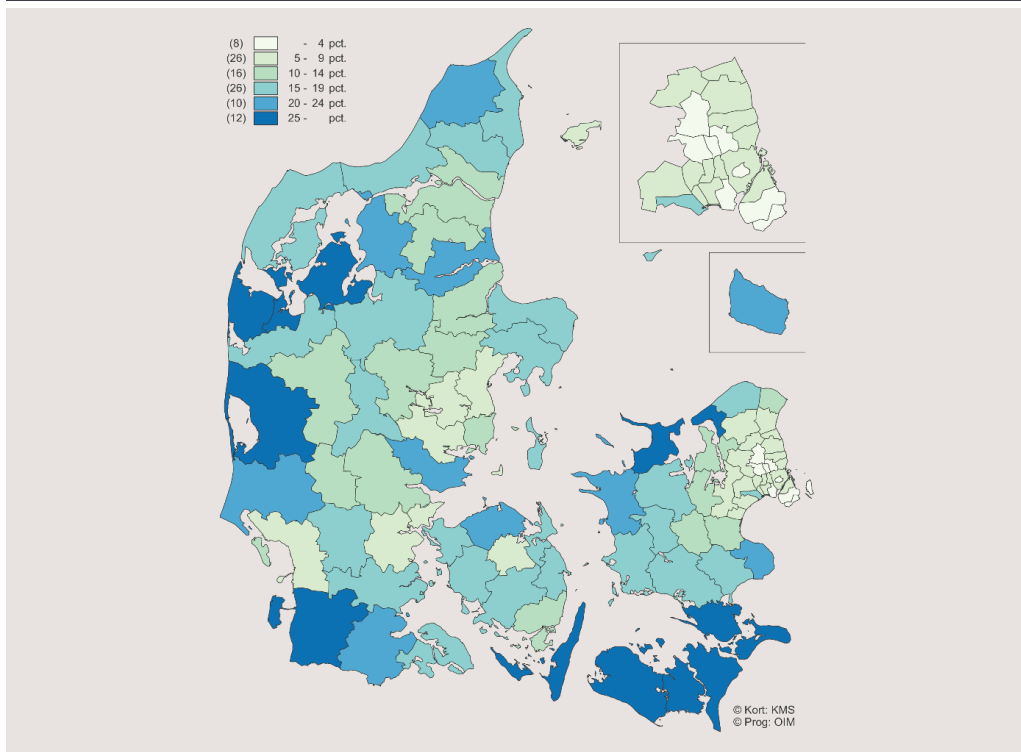 (8) - 4 pct.
(26) 5 - 9 pct.
(16) 10 - 14 pct.
(26) 15 - 19 pct.
(10) 20 - 24 pct.
(12) 25 - pct.
© Kort: KMS
© Prog: OIM